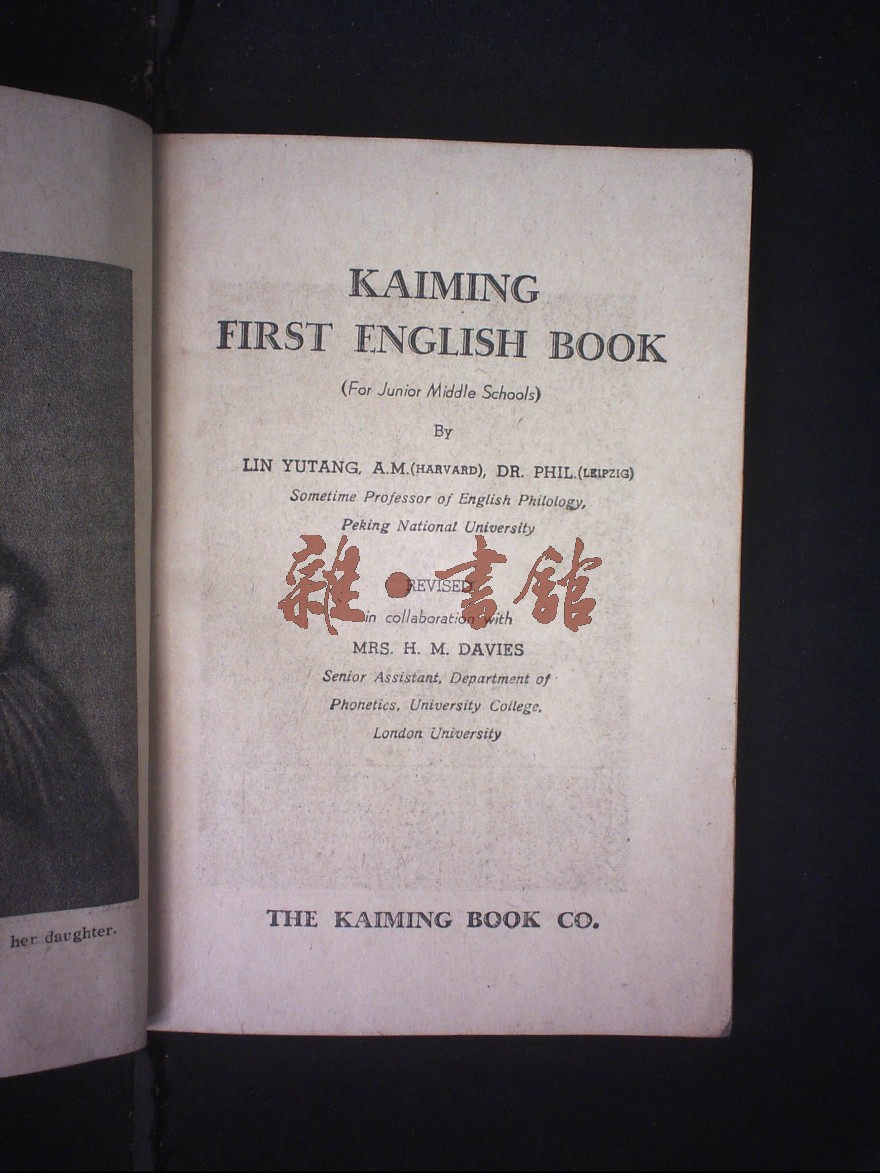 her daughter.
KAIMING
FIRST ENGLISH BOOK
(For Junior Middle Schools)
By
LIN YUTANG, A.M.(HARVARD), DR. PHIL.(LEIPZIG)
Sometime Professor of English Philology,
Peking National University
雜·書館
REVISED
in collaboration with
MRS. H. M. DAVIES
Senior Assistant, Department of
Phonetics, University College,
London University
THE KAIMING BOOK CO.